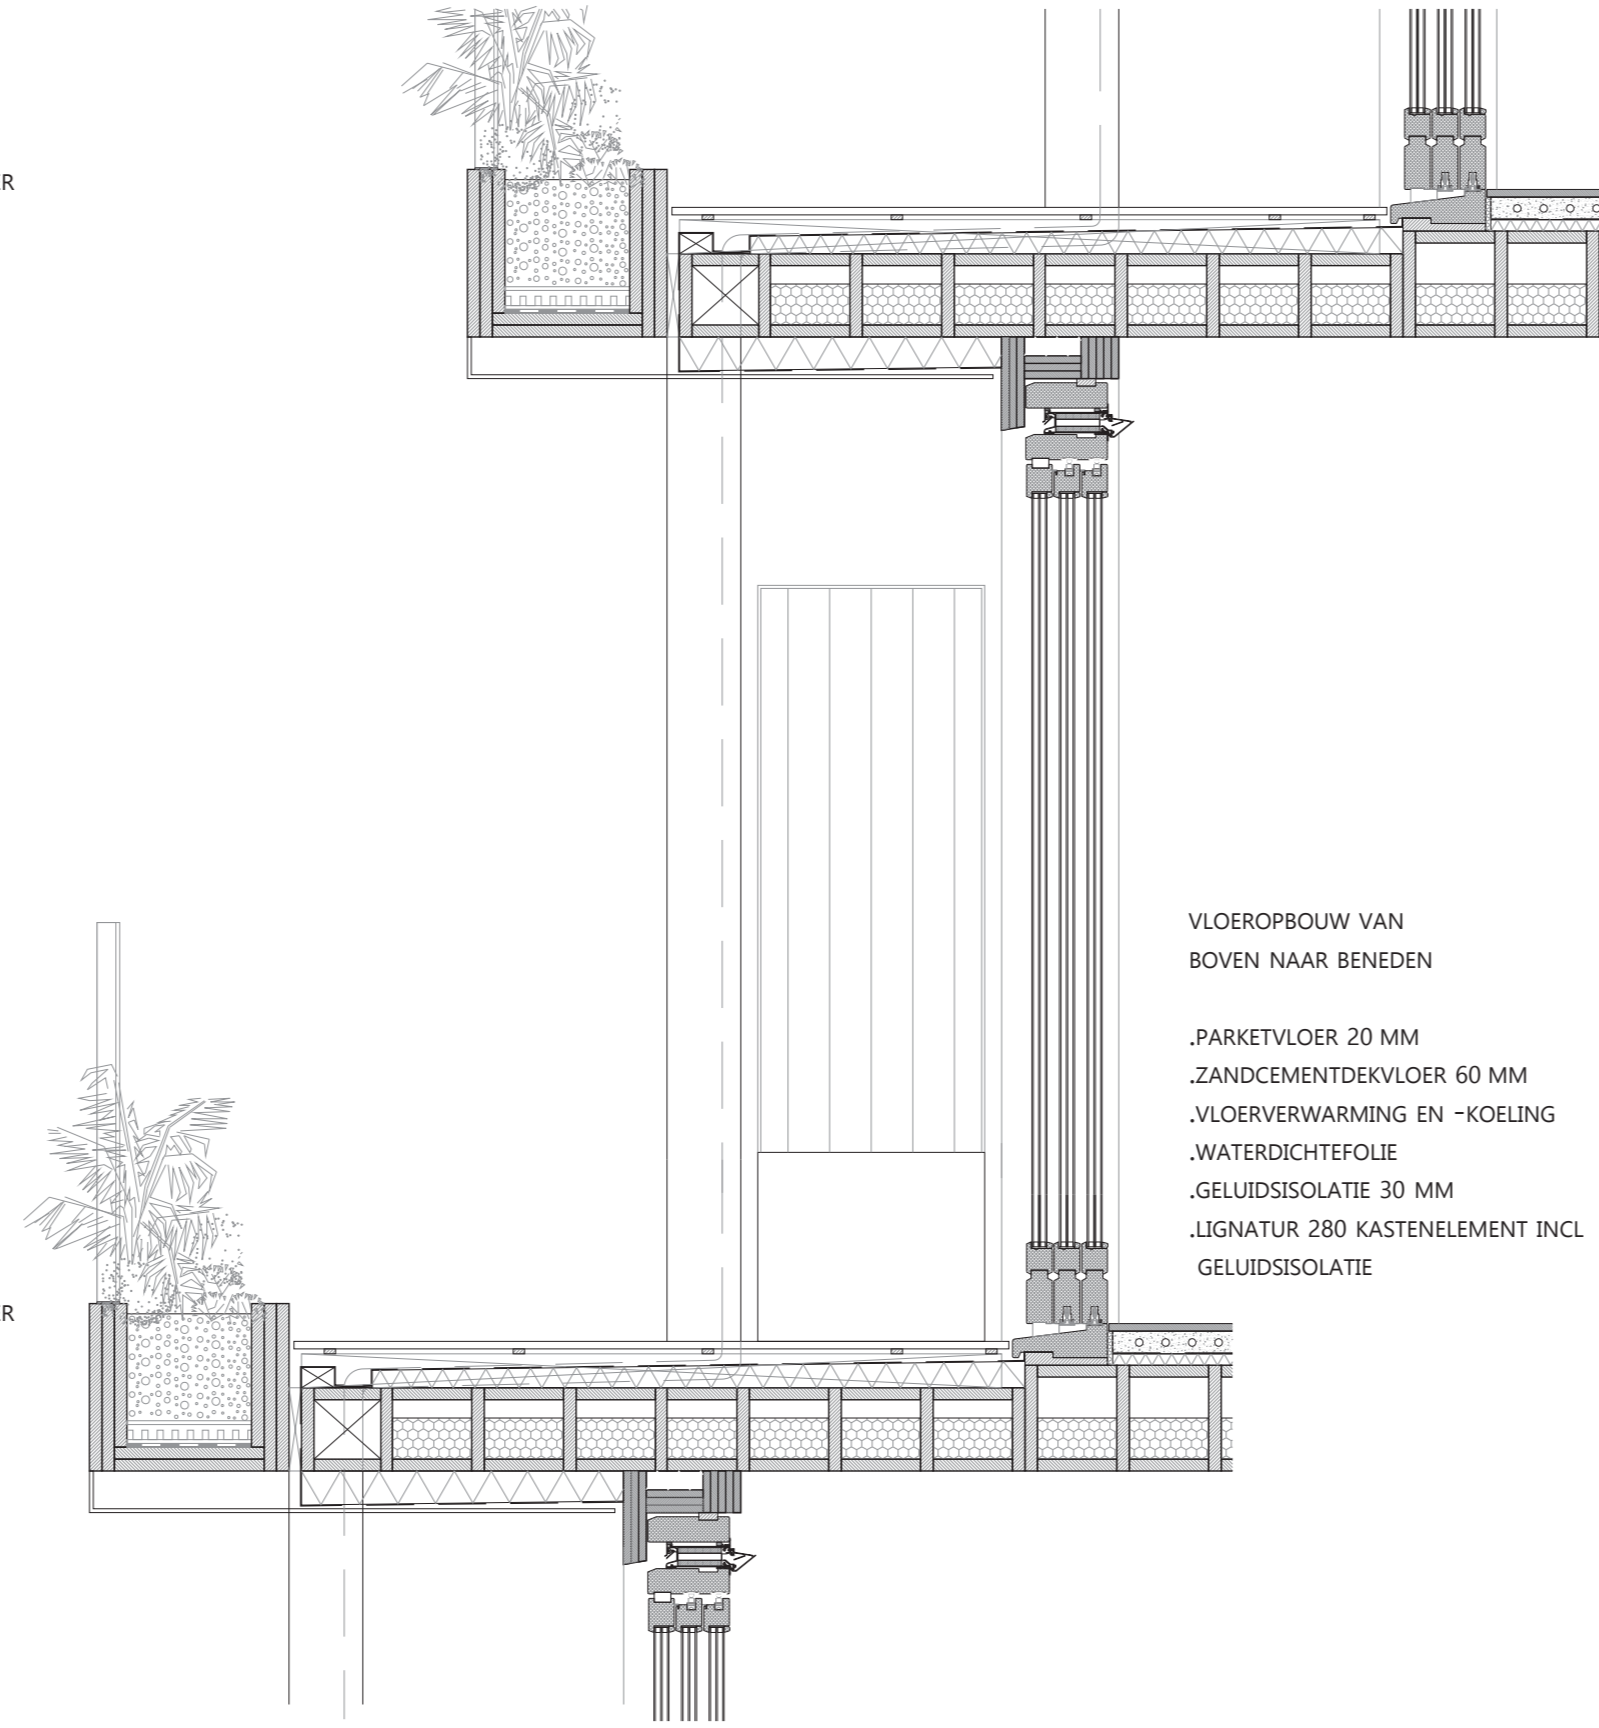 VLOEROPBOUW VAN
BOVEN NAAR BENEDEN
.PARKETVLOER 20 MM
.ZANDCEMENTDEKVLOER 60 MM
.VLOERVERWARMING EN -KOELING
.WATERDICHTEFOLIE
.GELUIDSISOLATIE 30 MM
.LIGNATUR 280 KASTENELEMENT INCL
GELUIDSISOLATIE